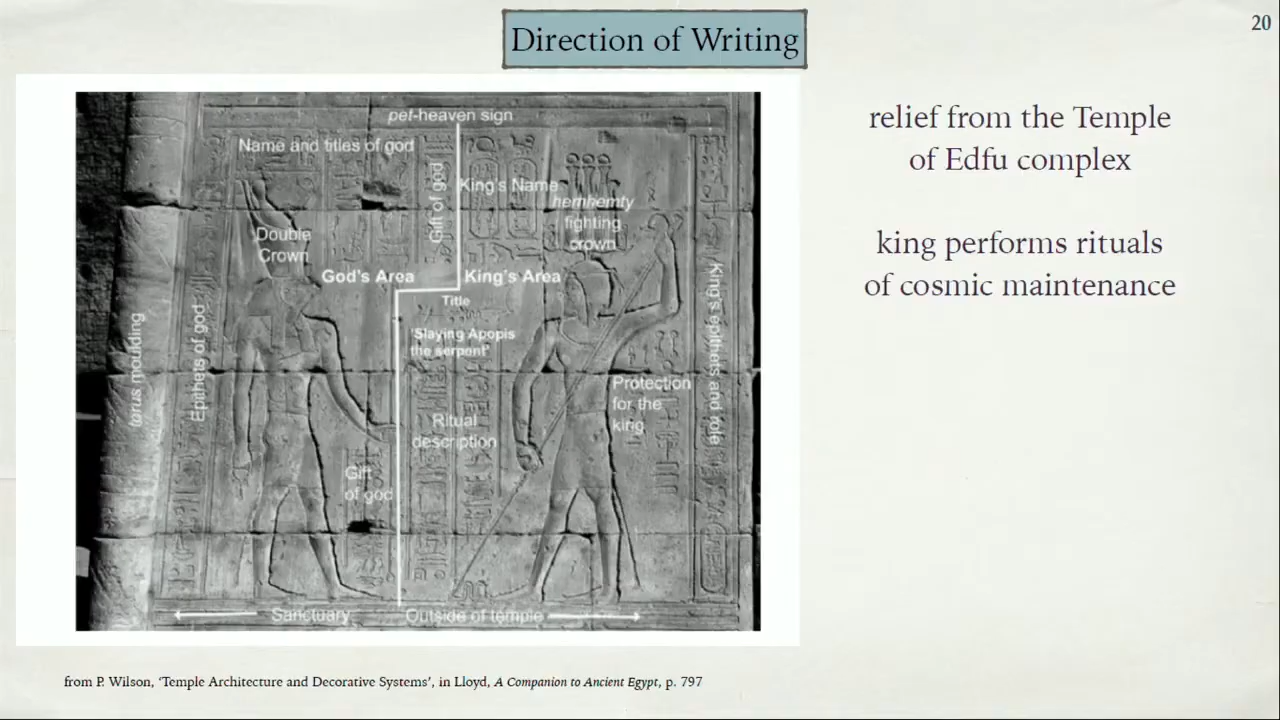 Direction of Writing
20
pet-heaven sign
Name and titles of god
Gift of god
King's Name
hemhemty
fighting
crown
Double
Crown
God's Area
King's Area
Title
'Slaying Apopis
the serpent'
torus moulding
Epithets of god
King's epithets and role
Protection
for the
king
Ritual
description
Gift
of god
Sanctuary
Outside of temple
relief from the Temple
of Edfu complex
king performs rituals
of cosmic maintenance
from P. Wilson, 'Temple Architecture and Decorative Systems', in Lloyd, A Companion to Ancient Egypt, p. 797